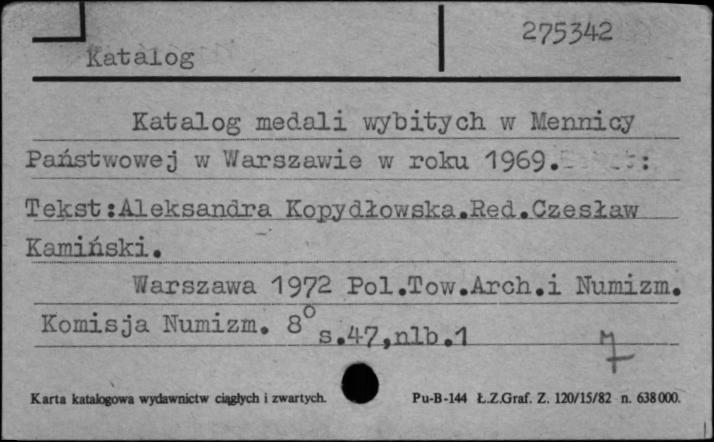 275342
Katalog
Katalog medali wybitych w Mennicy
Państwowej w Warszawie w roku 1969. :
Tekst:Aleksandra Kopydłowska.Red.Czesław
Kamiński.
Warszawa 1972 Pol.Tow.Arch.i Numizm.
Komisja Numizm. 8° s.47,nlb.1
Karta katalogowa wydawnictw ciągłych i zwartych. Pu-B-144 Ł.Z.Graf. Z. 120/15/82 n. 638000.